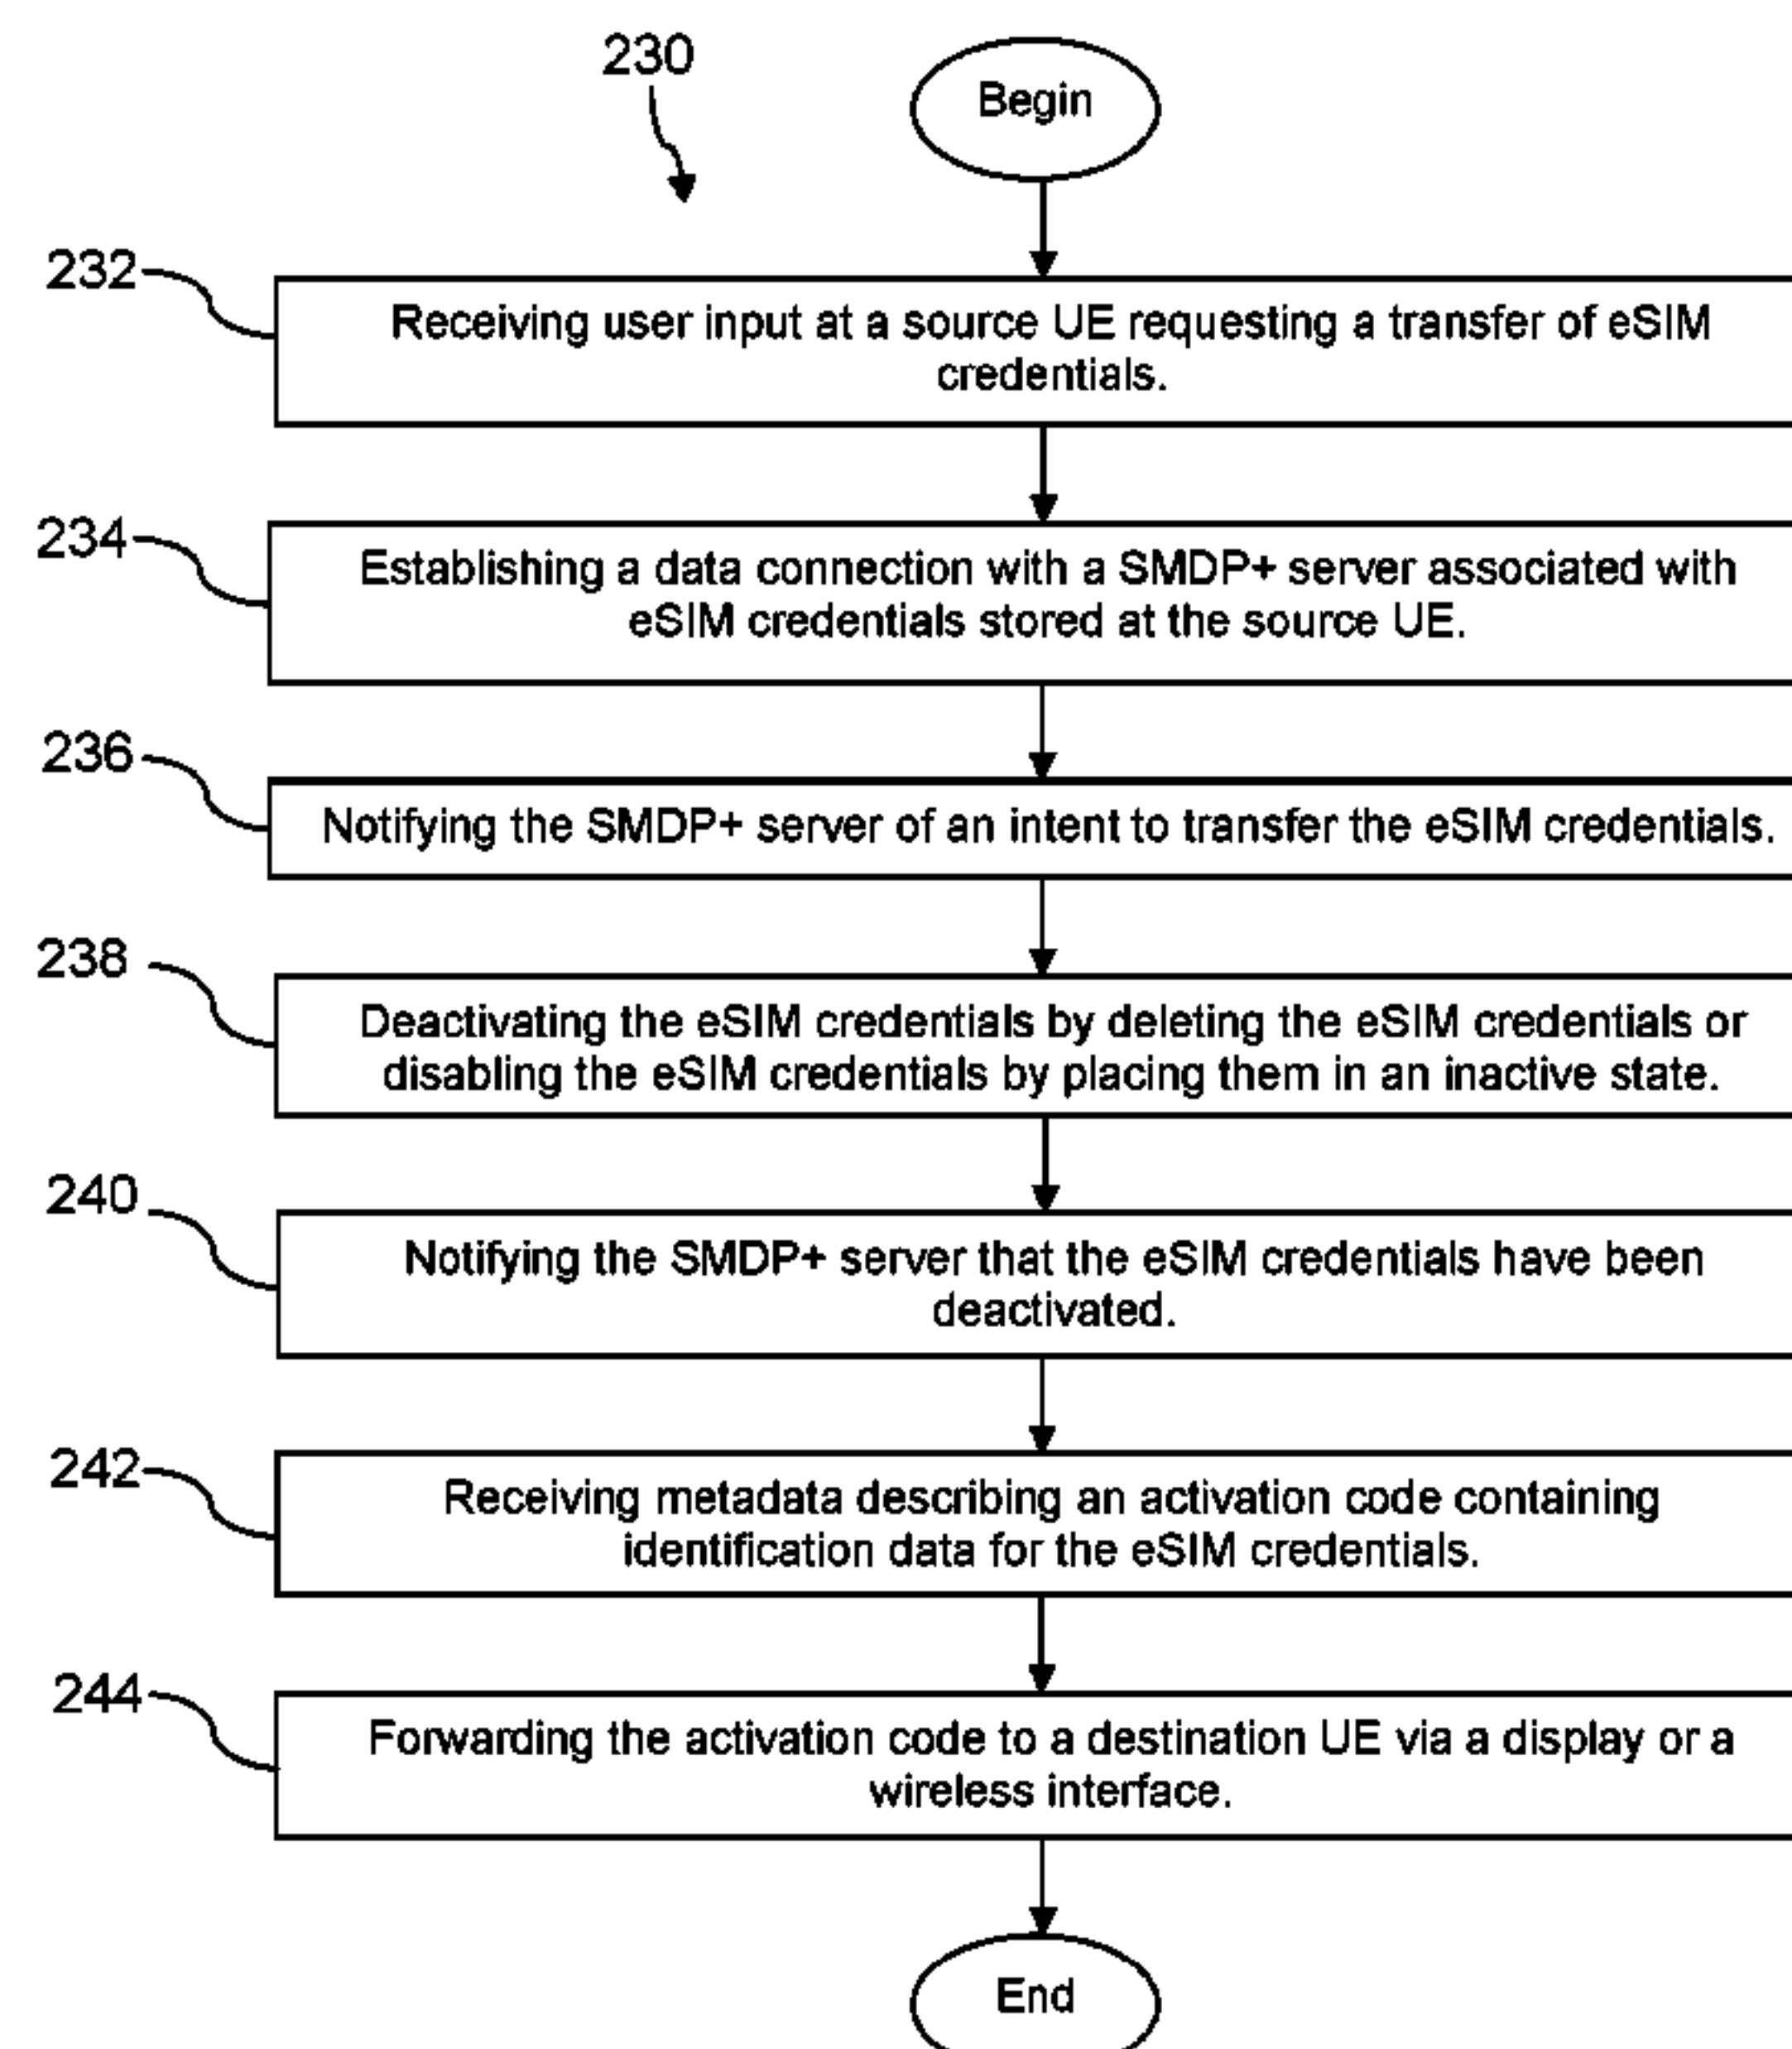 230
Begin
232
Receiving user input at a source UE requesting a transfer of eSIM
credentials.
234
Establishing a data connection with a SMDP+ server associated with
eSIM credentials stored at the source UE.
236
Notifying the SMDP+ server of an intent to transfer the eSIM credentials.
238
Deactivating the eSIM credentials by deleting the eSIM credentials or
disabling the eSIM credentials by placing them in an inactive state.
240
Notifying the SMDP+ server that the eSIM credentials have been
deactivated.
242
Receiving metadata describing an activation code containing
identification data for the eSIM credentials.
244
Forwarding the activation code to a destination UE via a display or a
wireless interface.
End